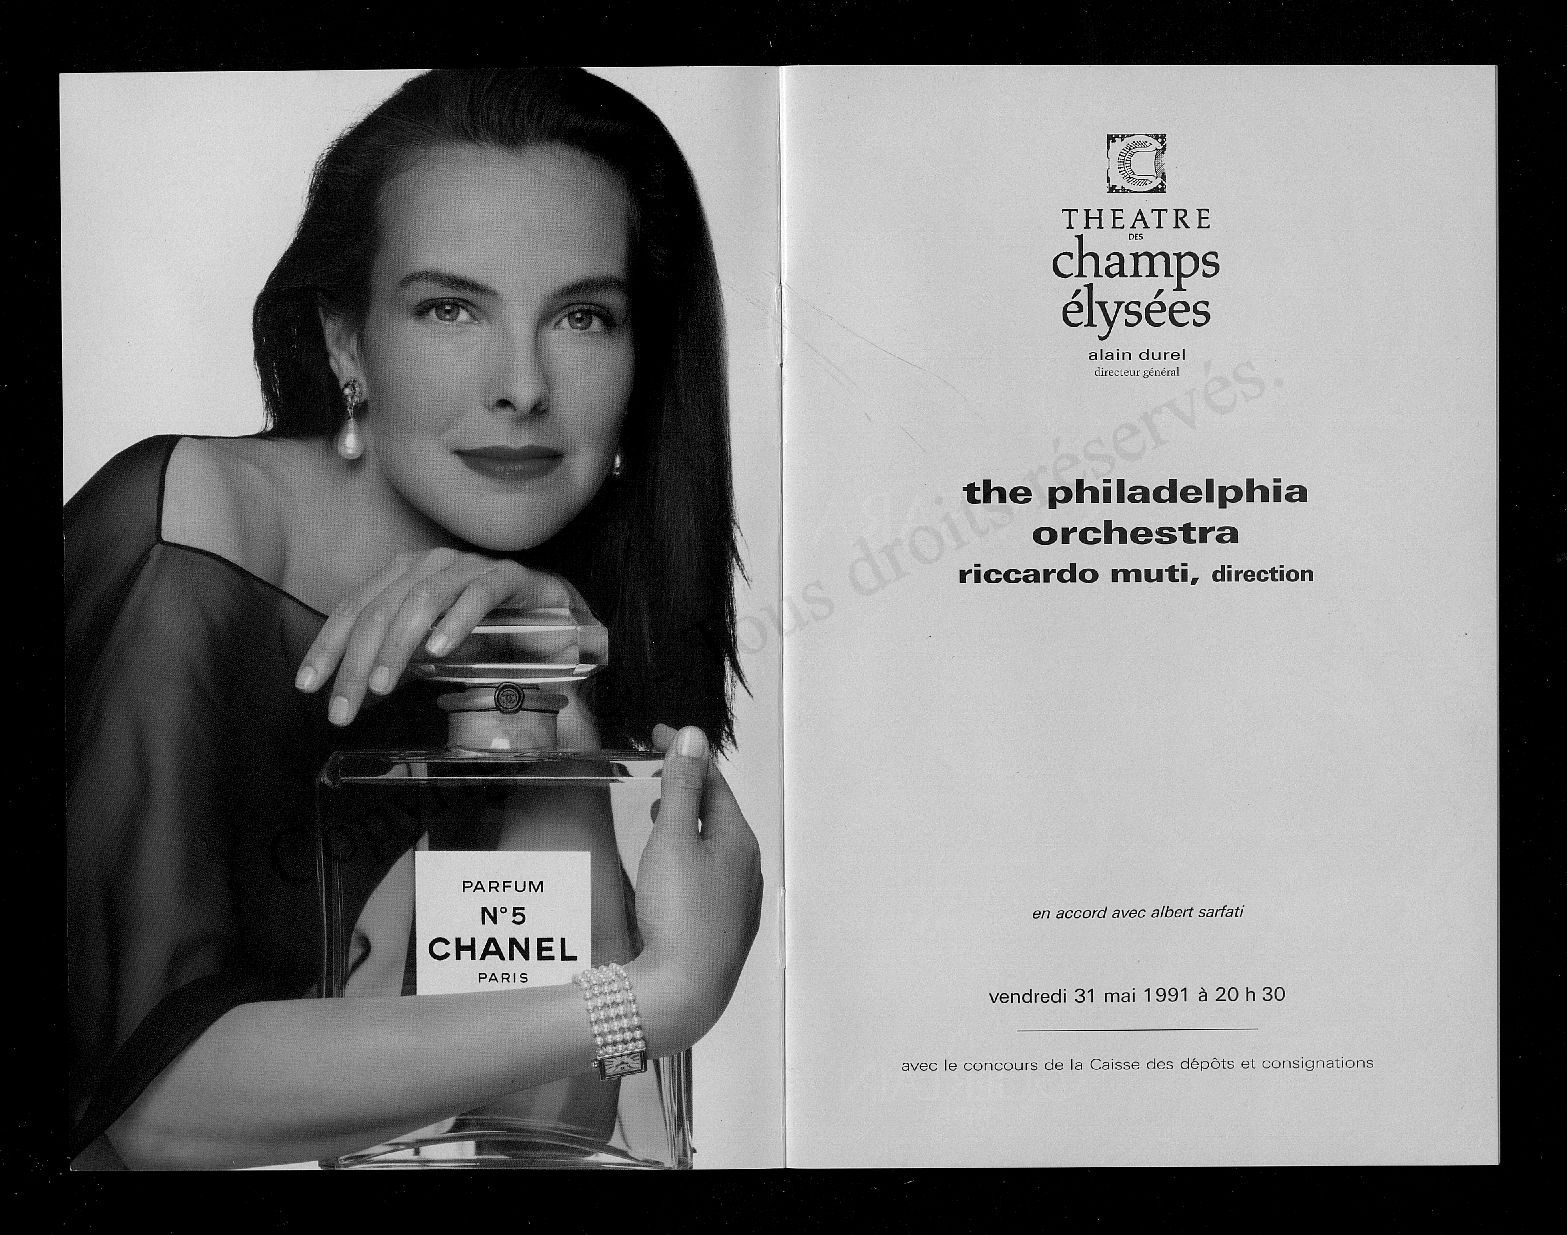 PARFUM
N°5
CHANEL
PARIS
THEATRE
DES
champs
élysées
alain durel
directeur général
the philadelphia
orchestra
riccardo muti, direction
en accord avec albert sarfati
vendredi 31 mai 1991 à 20 h 30
avec le concours de la Caisse des dépôts et consignations
Tous droits réservés.